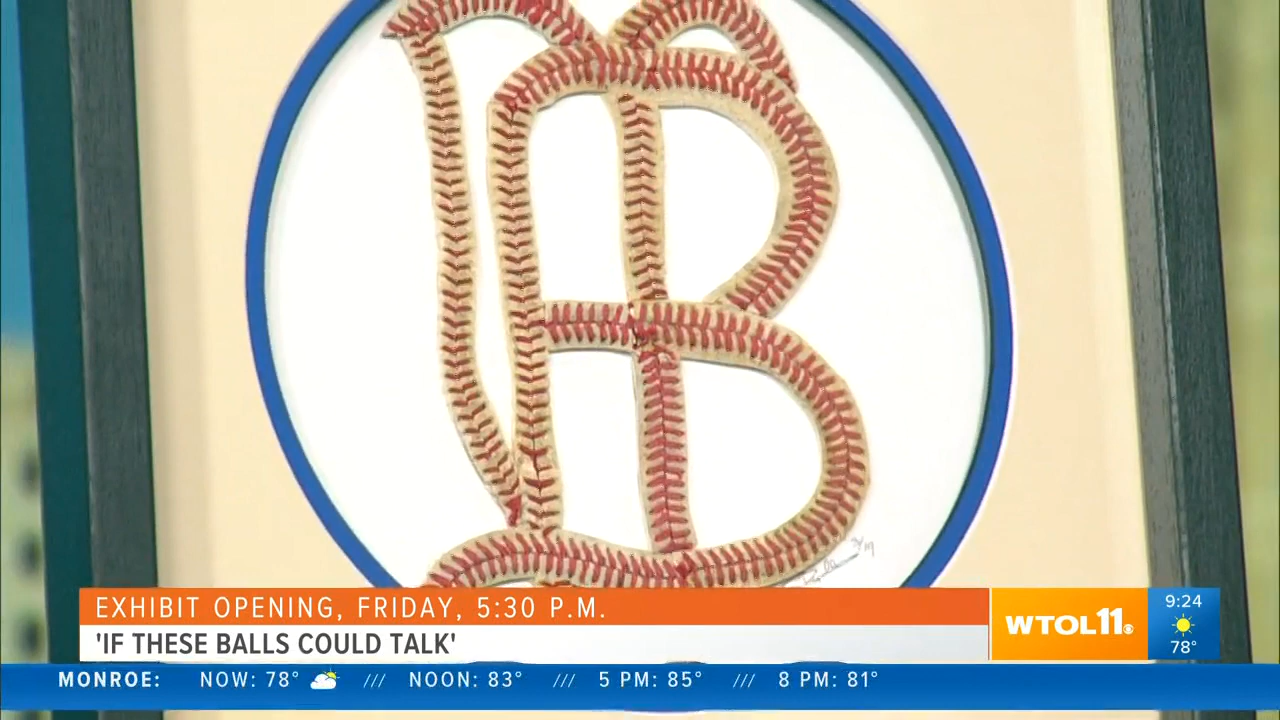 B
EXHIBIT OPENING, FRIDAY, 5:30 P.M.
'IF THESE BALLS COULD TALK'
WTOL11
9:24
78°
MONROE: NOW: 78° /// NOON: 83° /// 5 PM: 85° /// 8 PM: 81°